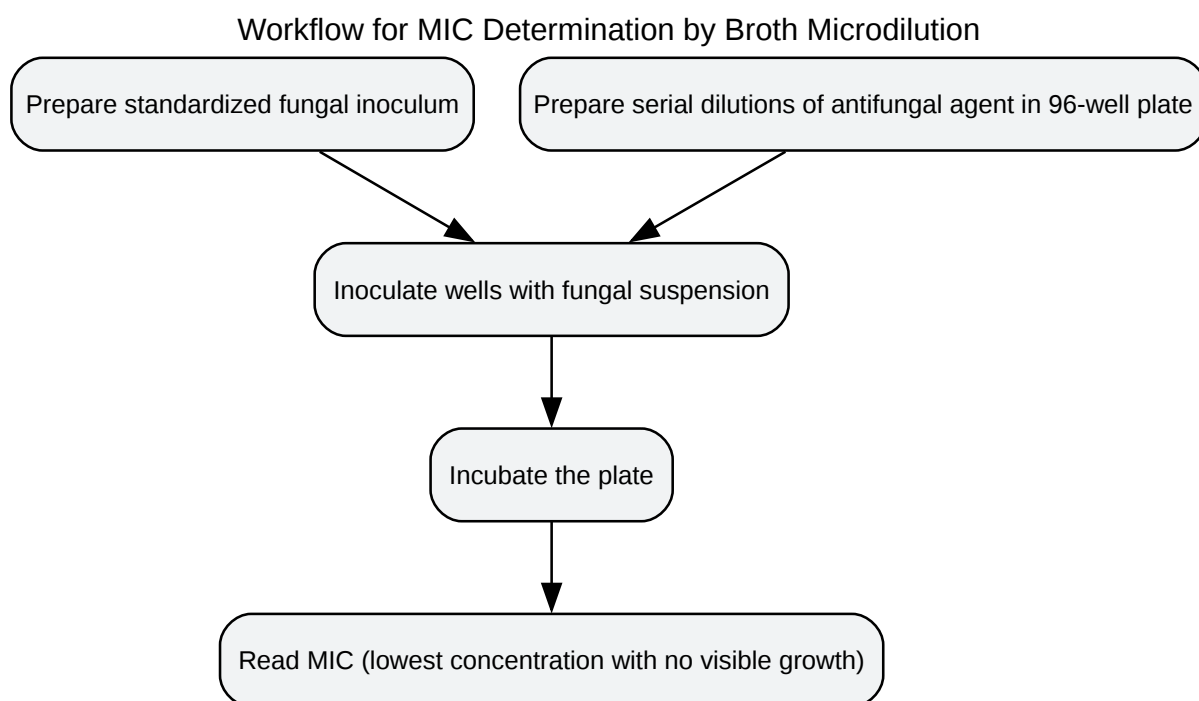 Workflow for MIC Determination by Broth Microdilution
Prepare standardized fungal inoculum
Prepare serial dilutions of antifungal agent in 96-well plate
Inoculate wells with fungal suspension
Incubate the plate
Read MIC (lowest concentration with no visible growth)